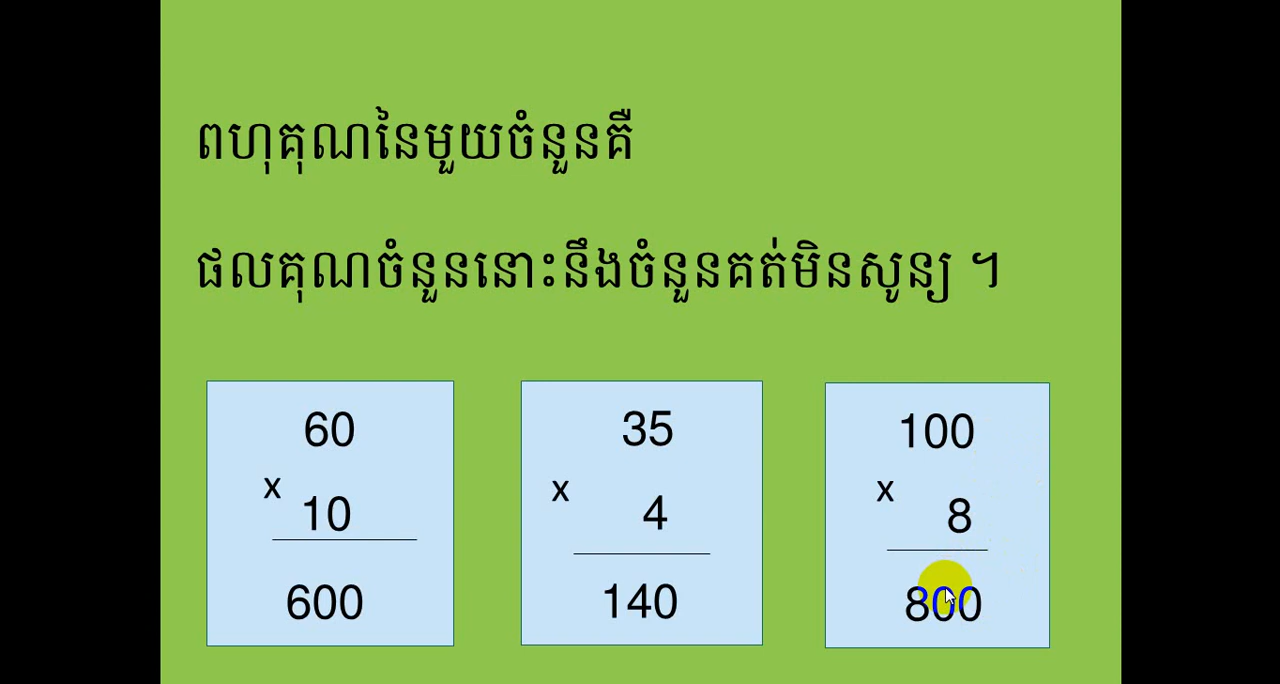 ពហុគុណនៃមួយចំនួនគឺ
ផលគុណចំនួននោះនឹងចំនួនគត់មិនសូន្យ ។
60
x
10
600
35
x
4
140
100
x
8
800